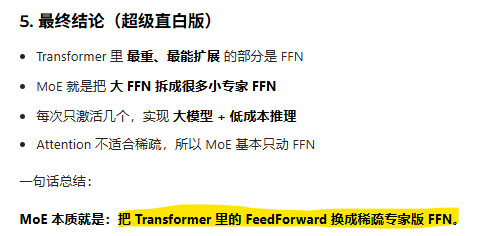 5. 最终结论（超级直白版）
Transformer 里 最重、最能扩展 的部分是 FFN
MoE 就是把 大 FFN 拆成很多小专家 FFN
每次只激活几个，实现 大模型 + 低成本推理
Attention 不适合稀疏，所以 MoE 基本只动 FFN
一句话总结：
MoE 本质就是：把 Transformer 里的 FeedForward 换成稀疏专家版 FFN。